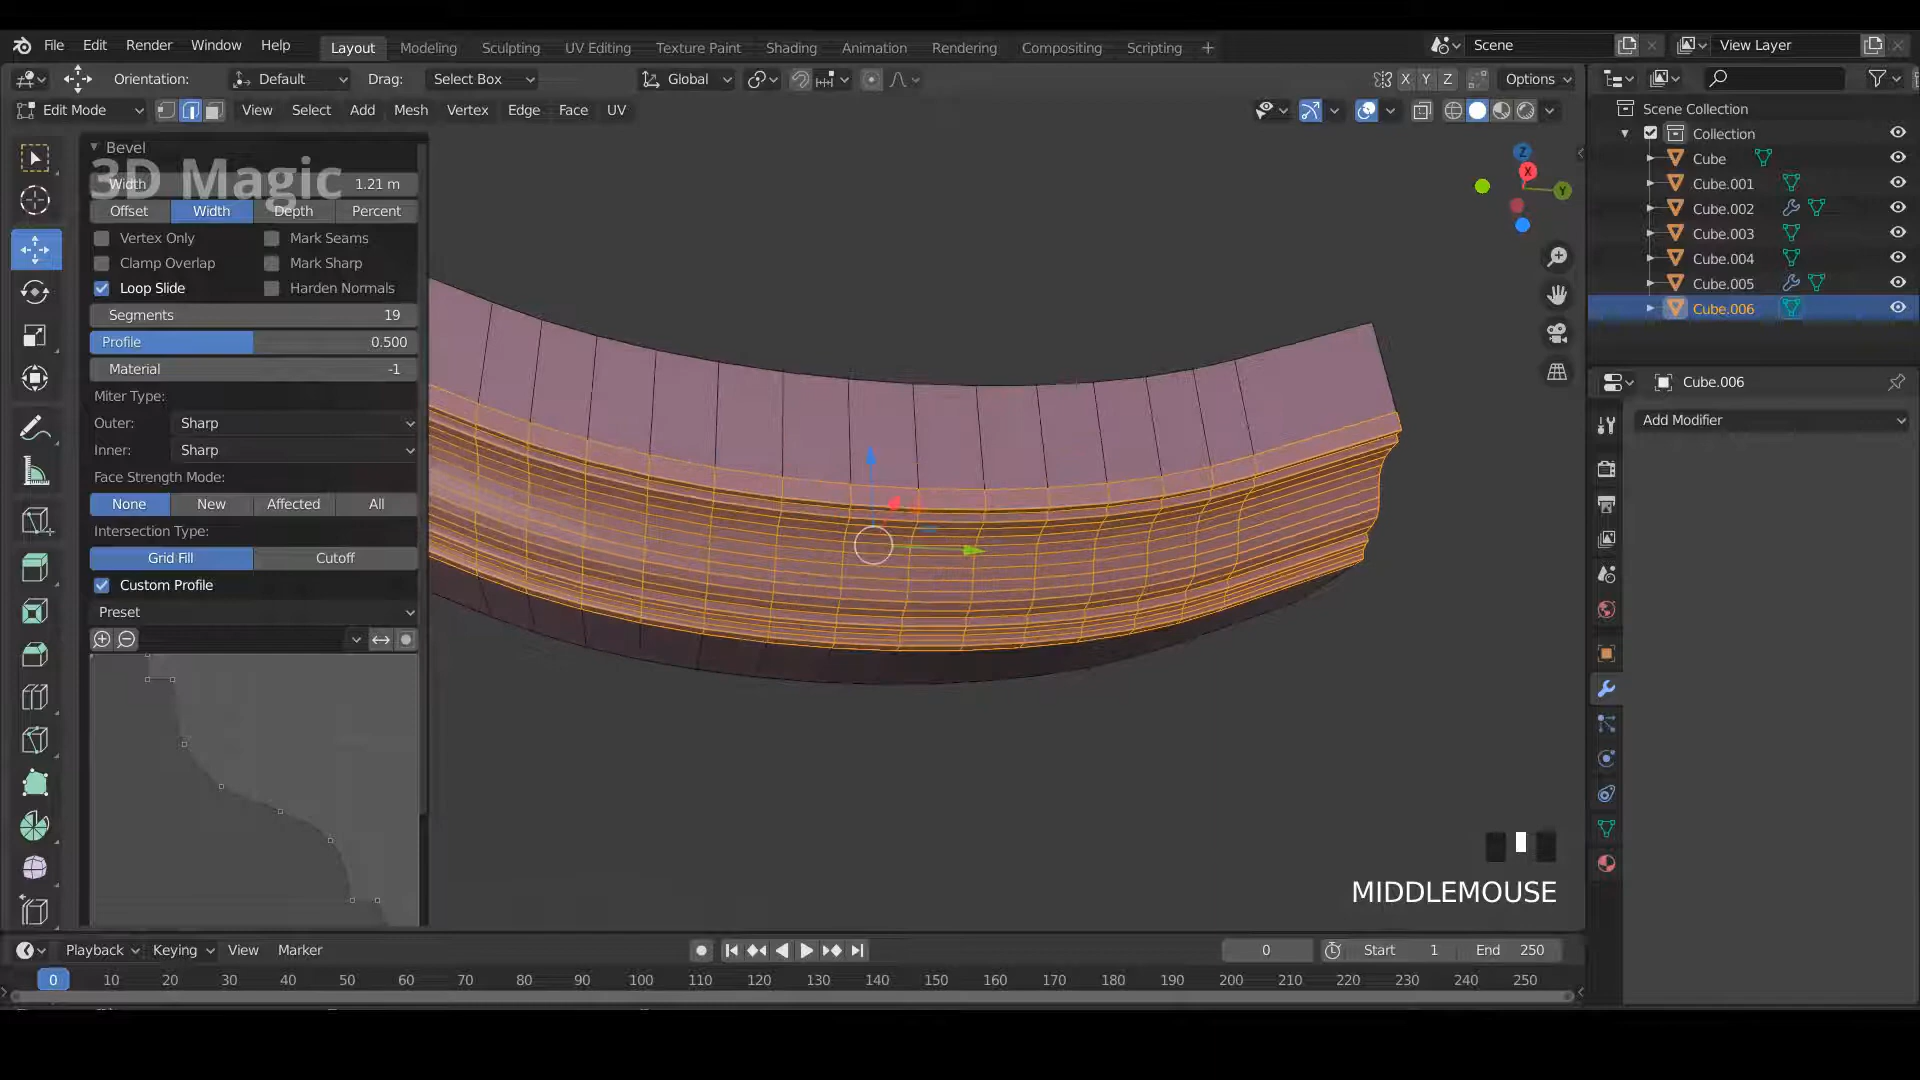 File Edit Render Window Help Layout Modeling Sculpting UV Editing Texture Paint Shading Animation Rendering Compositing Scripting + Scene View Layer
Orientation: Default Drag: Select Box Global X Y Z Options
Edit Mode View Select Add Mesh Vertex Edge Face UV
Scene Collection
Collection
Cube
Cube.001
Cube.002
Cube.003
Cube.004
Cube.005
Cube.006
Bevel
3D Magic
Width 1.21 m
Offset Width Depth Percent
Vertex Only Mark Seams
Clamp Overlap Mark Sharp
Loop Slide Harden Normals
Segments 19
Profile 0.500
Material -1
Miter Type:
Outer: Sharp
Inner: Sharp
Face Strength Mode:
None New Affected All
Intersection Type:
Grid Fill Cutoff
Custom Profile
Preset
Z
X
Y
Cube.006
Add Modifier
MIDDLEMOUSE
Playback Keying View Marker 0 Start 1 End 250
0 10 20 30 40 50 60 70 80 90 100 110 120 130 140 150 160 170 180 190 200 210 220 230 240 250